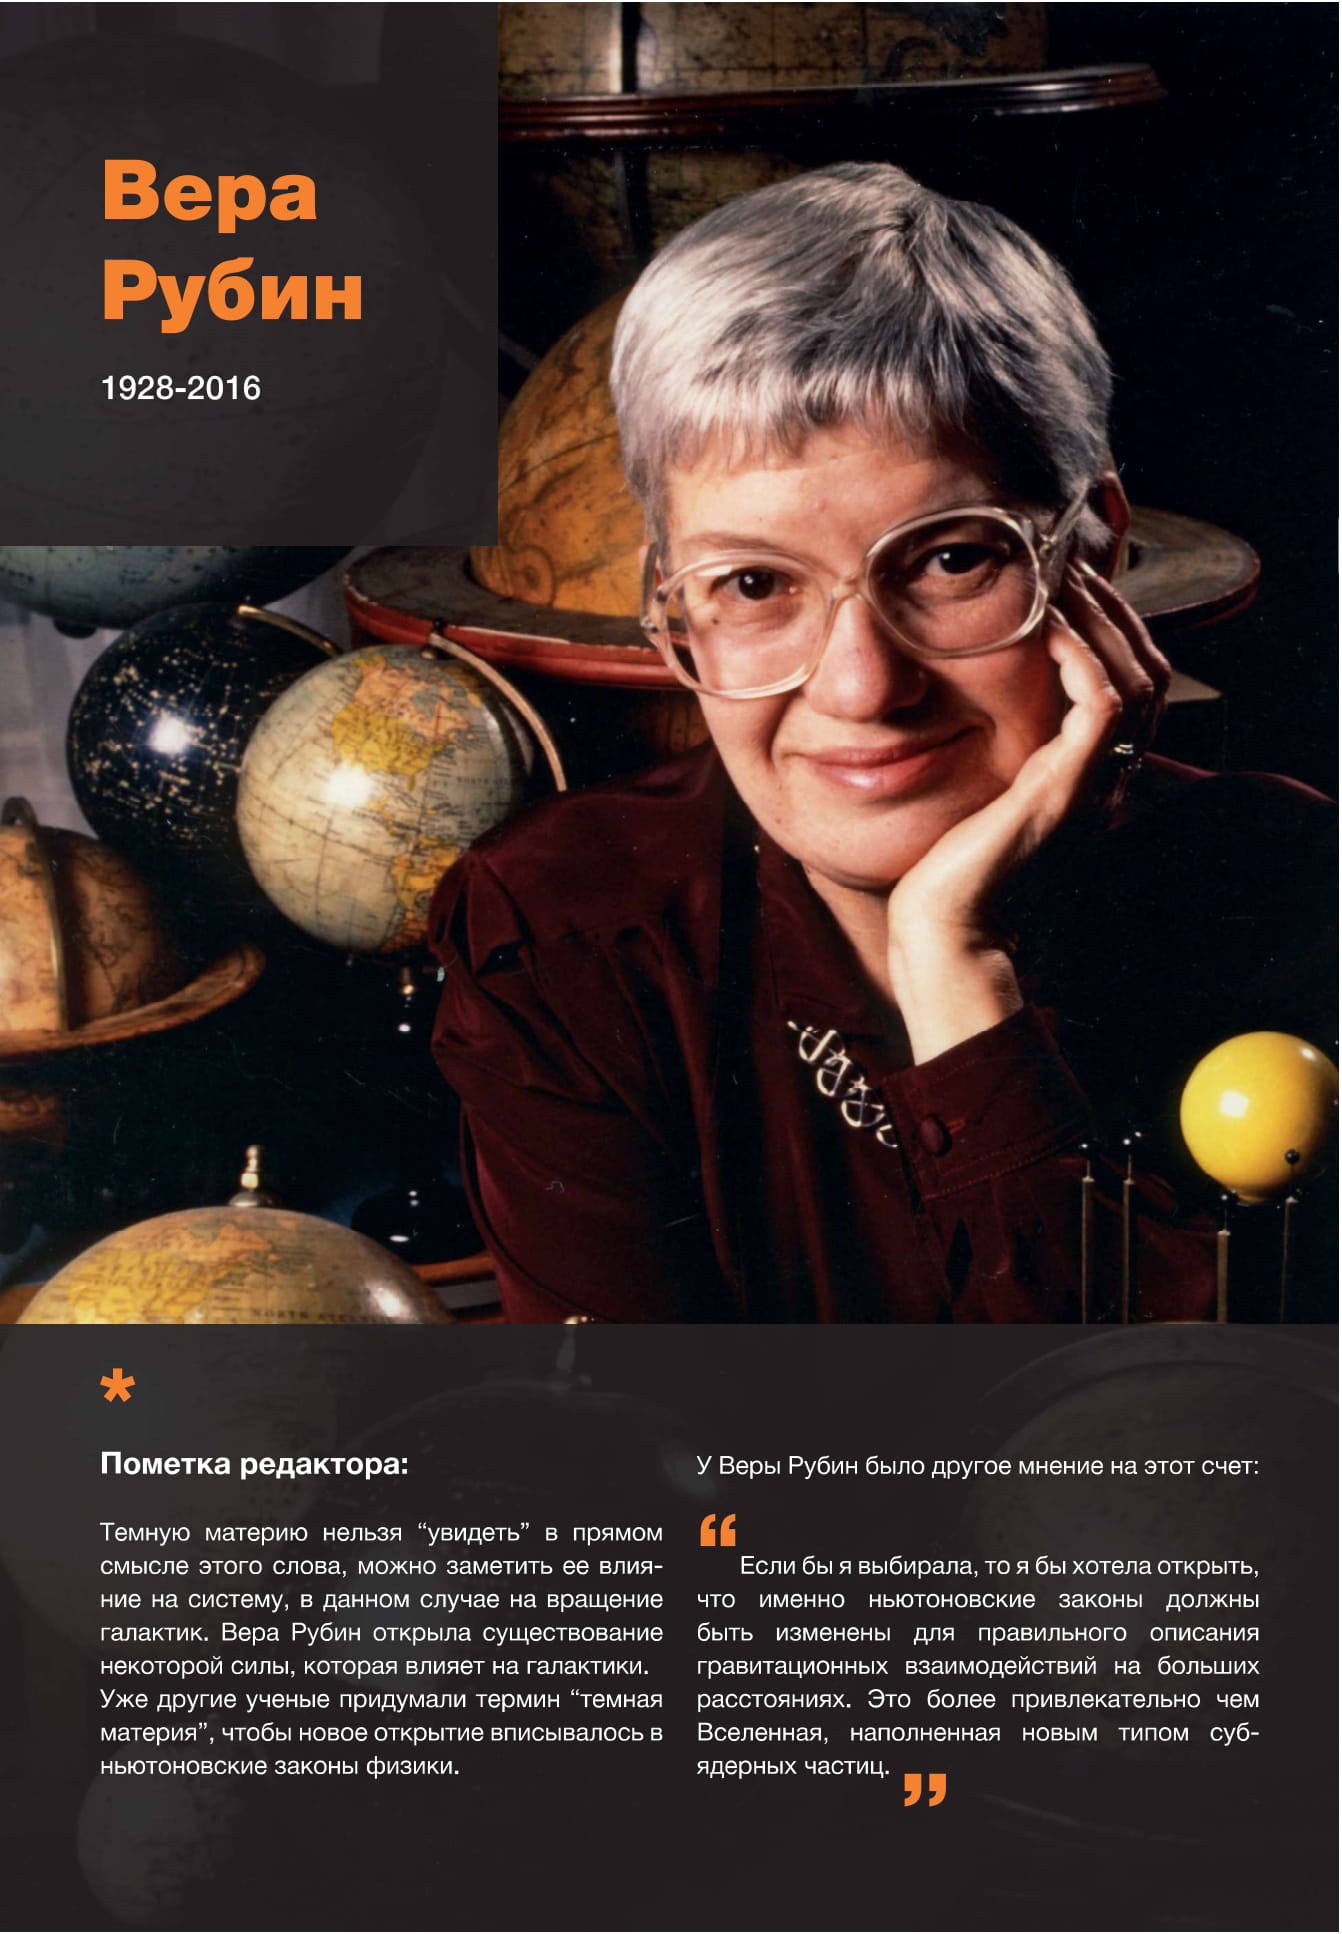 Вера
Рубин
1928-2016
*
Пометка редактора:
Темную материю нельзя “увидеть” в прямом
смысле этого слова, можно заметить ее влия-
ние на систему, в данном случае на вращение
галактик. Вера Рубин открыла существование
некоторой силы, которая влияет на галактики.
Уже другие ученые придумали термин “темная
материя”, чтобы новое открытие вписывалось в
ньютоновские законы физики.
У Веры Рубин было другое мнение на этот счет:
“
Если бы я выбирала, то я бы хотела открыть,
что именно ньютоновские законы должны
быть изменены для правильного описания
гравитационных взаимодействий на больших
расстояниях. Это более привлекательно чем
Вселенная, наполненная новым типом суб-
ядерных частиц. ”